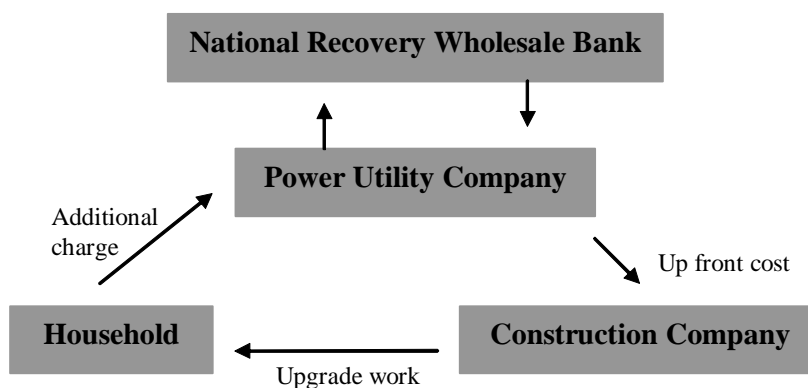 National Recovery Wholesale Bank
Power Utility Company
Additional
charge
Up front cost
Household
Construction Company
Upgrade work